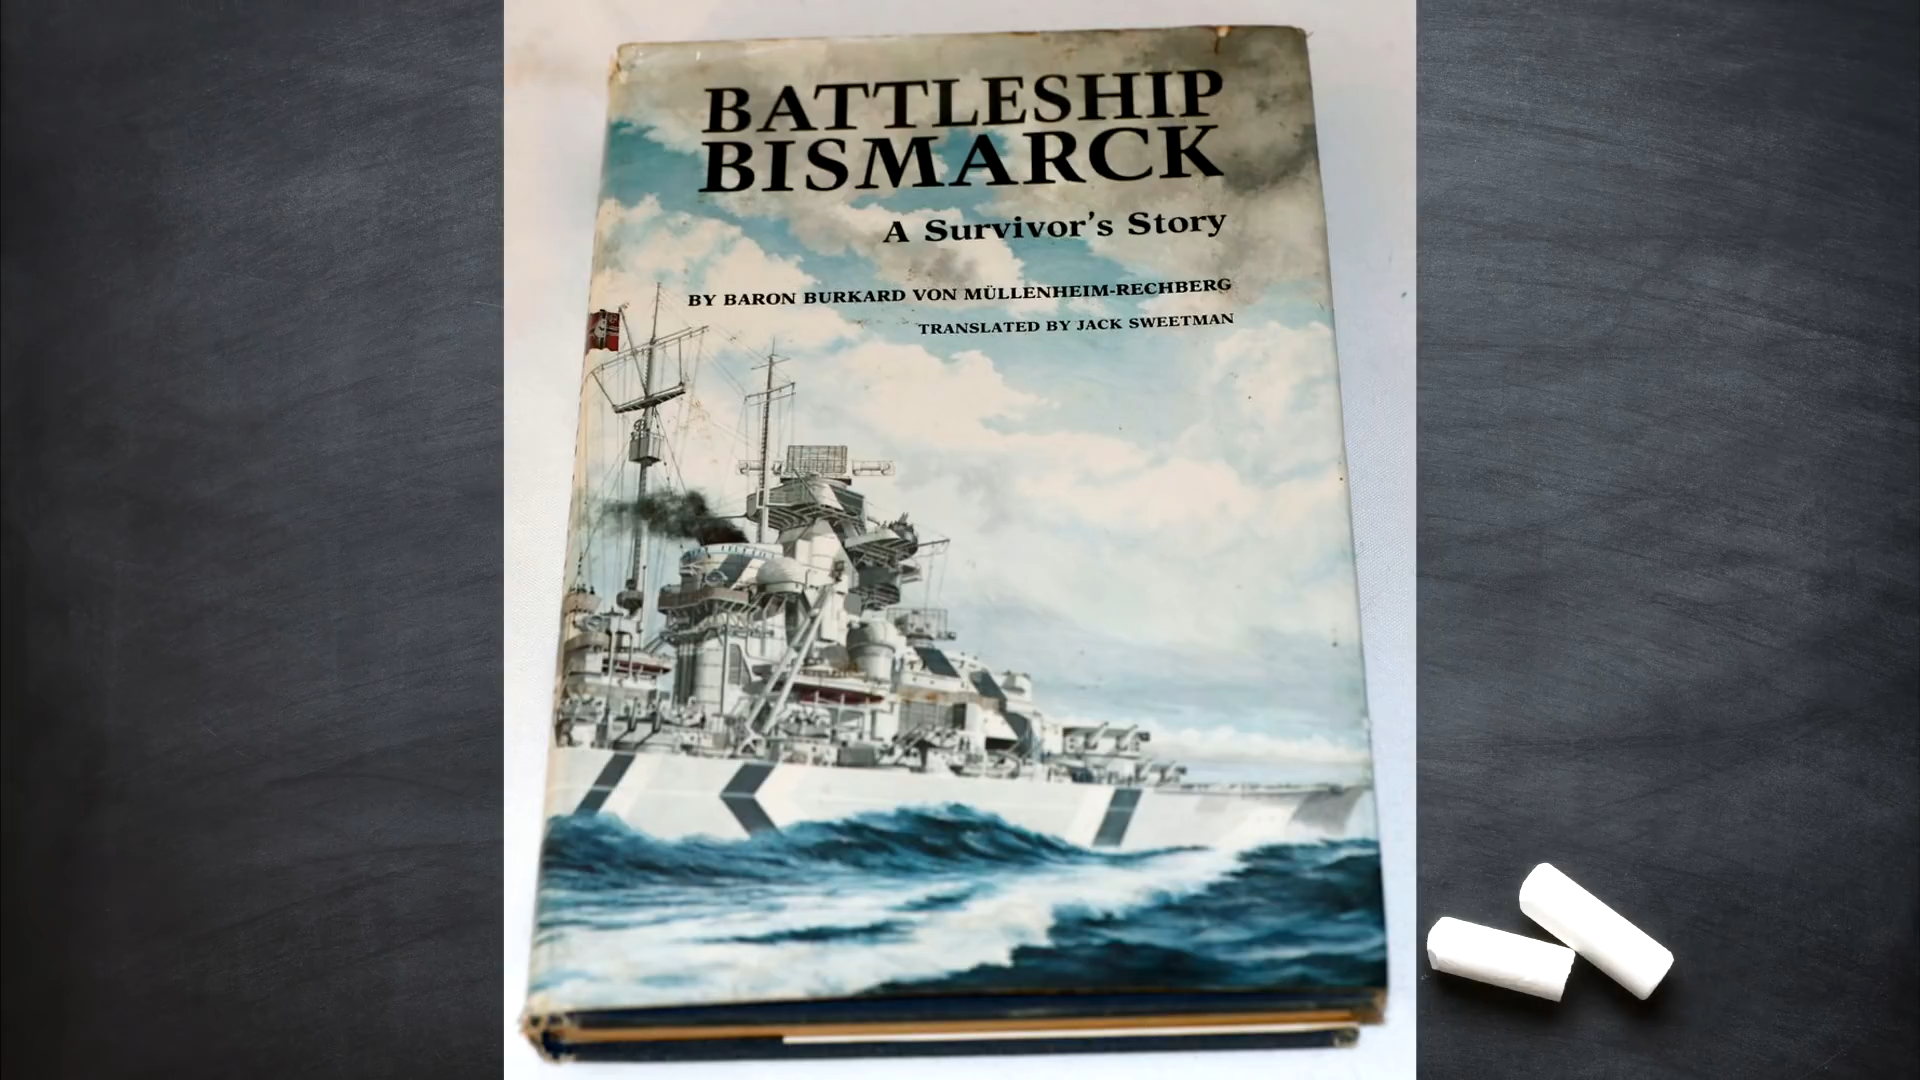 BATTLESHIP
BISMARCK
A Survivor's Story
BY BARON BURKARD VON MÜLLENHEIM-RECHBERG
TRANSLATED BY JACK SWEETMAN